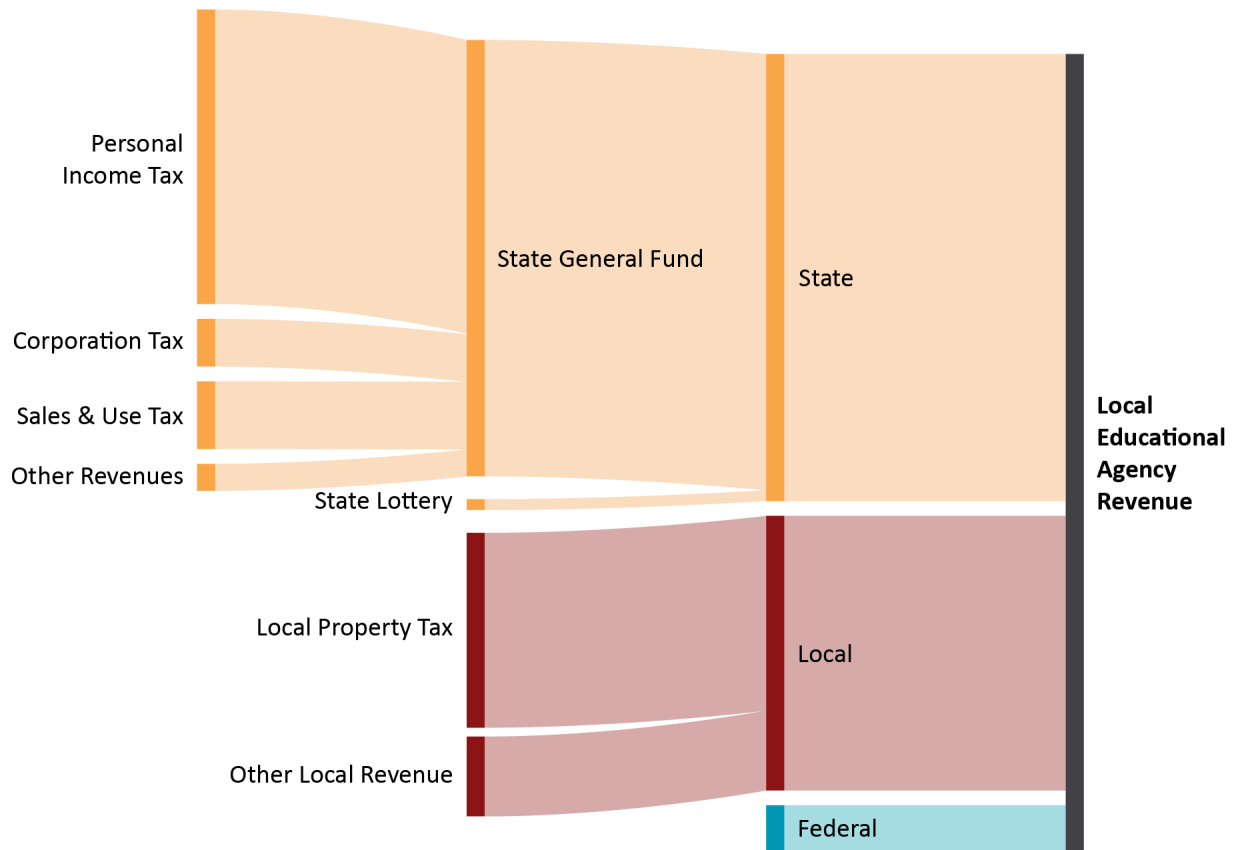 Personal
Income Tax
State General Fund
State
Corporation Tax
Local
Educational
Agency
Revenue
Sales & Use Tax
Other Revenues
State Lottery
Local Property Tax
Local
Other Local Revenue
Federal